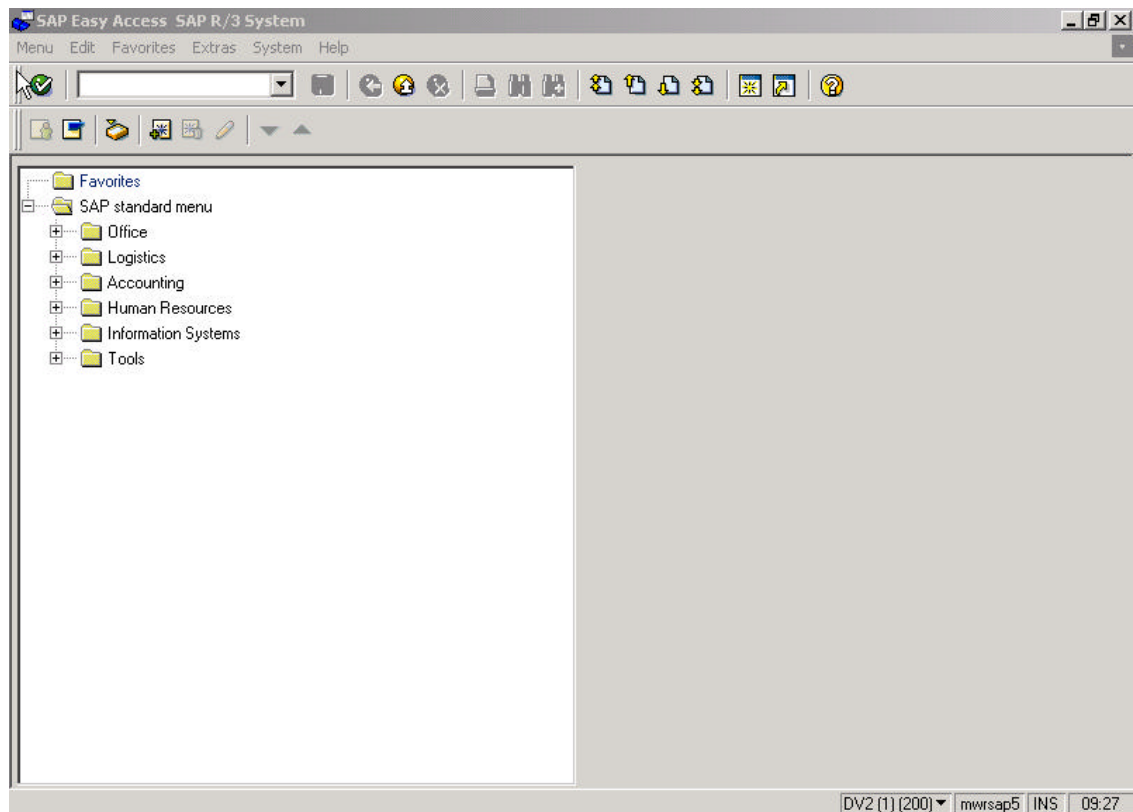 SAP Easy Access SAP R/3 System
Menu Edit Favorites Extras System Help
Favorites
SAP standard menu
Office
Logistics
Accounting
Human Resources
Information Systems
Tools
DV2 (1) (200) mwrsap5 INS 09:27